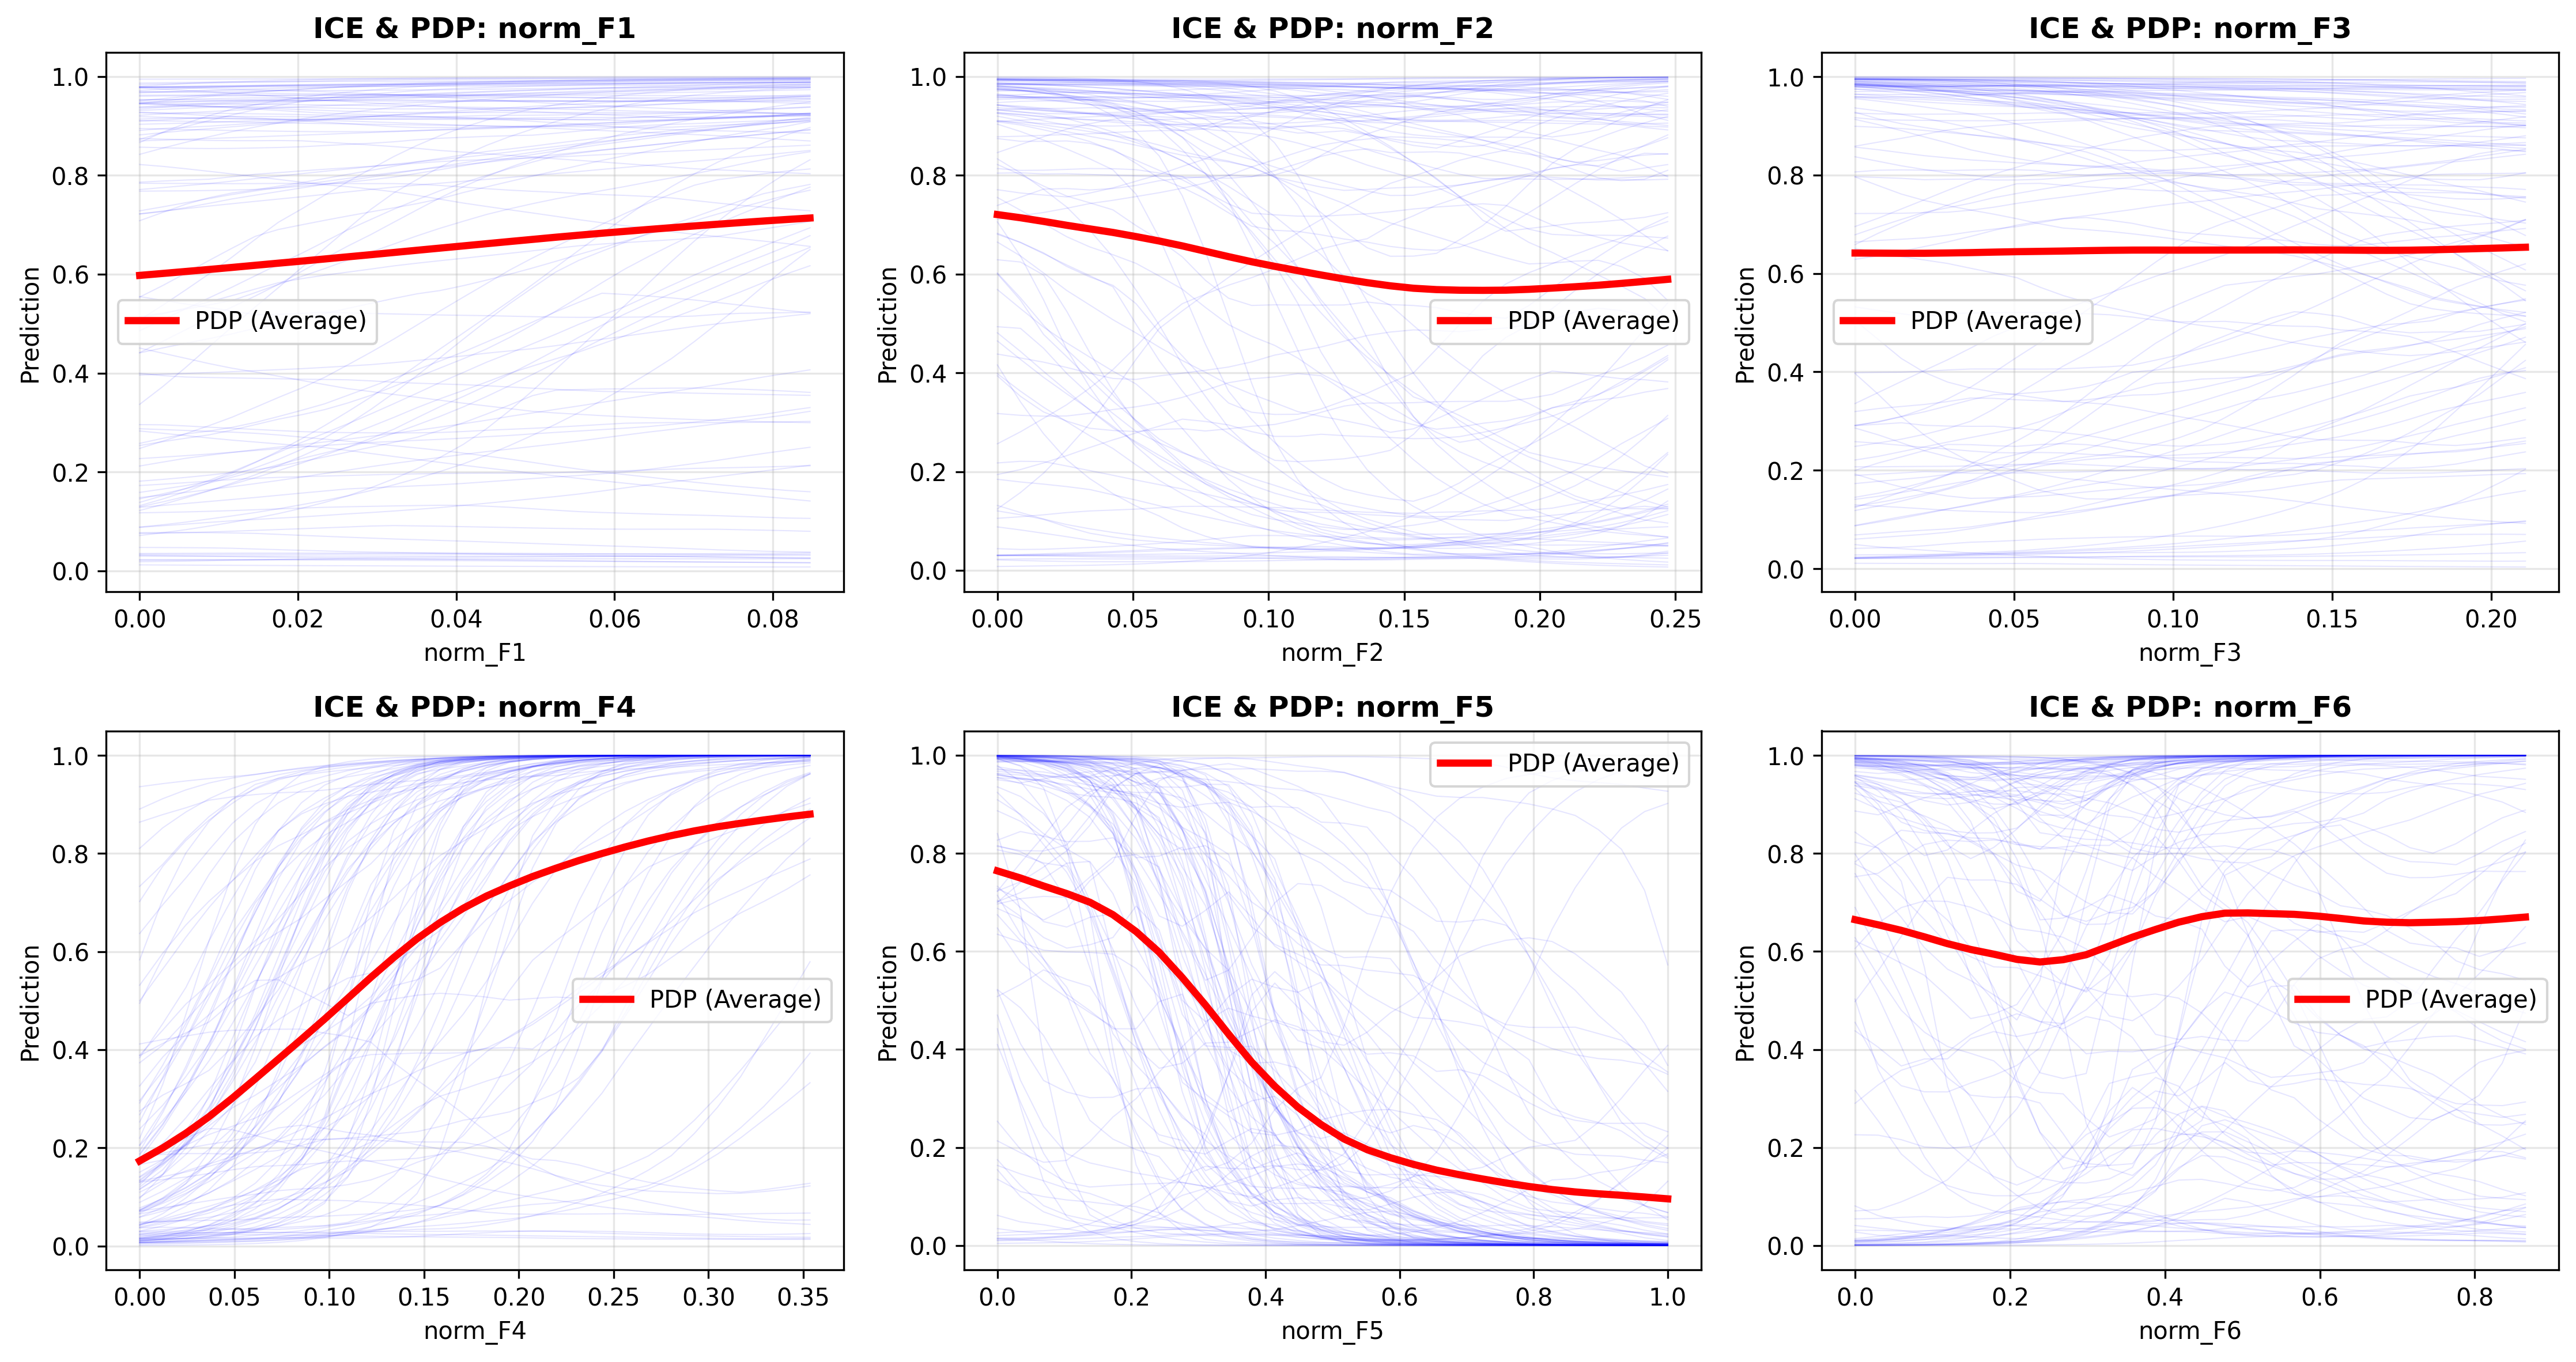 ICE & PDP: norm_F1
1.0
0.8
0.6
0.4
0.2
0.0
Prediction
PDP (Average)
0.00 0.02 0.04 0.06 0.08
norm_F1
ICE & PDP: norm_F2
1.0
0.8
0.6
0.4
0.2
0.0
Prediction
PDP (Average)
0.00 0.05 0.10 0.15 0.20 0.25
norm_F2
ICE & PDP: norm_F3
1.0
0.8
0.6
0.4
0.2
0.0
Prediction
PDP (Average)
0.00 0.05 0.10 0.15 0.20
norm_F3
ICE & PDP: norm_F4
1.0
0.8
0.6
0.4
0.2
0.0
Prediction
PDP (Average)
0.00 0.05 0.10 0.15 0.20 0.25 0.30 0.35
norm_F4
ICE & PDP: norm_F5
1.0
0.8
0.6
0.4
0.2
0.0
Prediction
PDP (Average)
0.0 0.2 0.4 0.6 0.8 1.0
norm_F5
ICE & PDP: norm_F6
1.0
0.8
0.6
0.4
0.2
0.0
Prediction
PDP (Average)
0.0 0.2 0.4 0.6 0.8
norm_F6